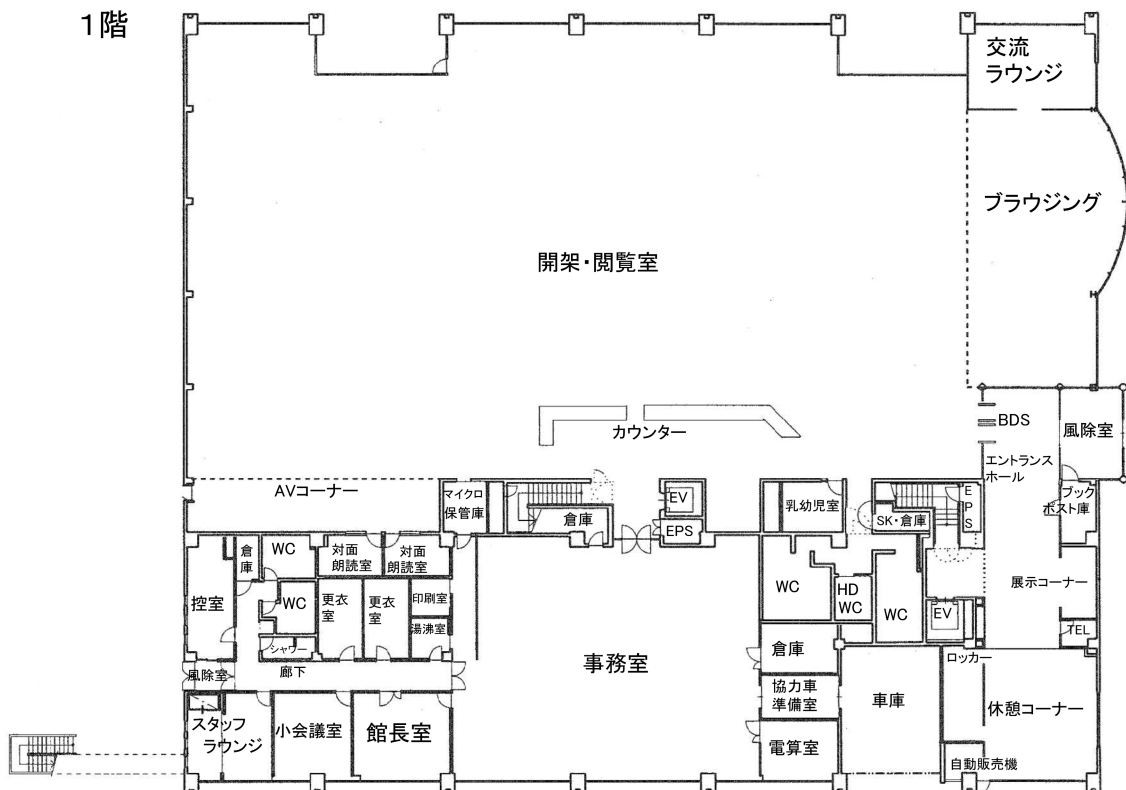 1階
交流
ラウンジ
ブラウジング
開架・閲覧室
カウンター
BDS
風除室
エントランス
ホール
AVコーナー
マイクロ
保管庫
倉庫
EV
EPS
乳幼児室
SK・倉庫
E
P
S
ブック
ポスト庫
控室
倉
庫
WC
対面
朗読室
対面
朗読室
WC
更衣
室
更衣
室
印刷室
湯沸室
シャワー
風除室
廊下
事務室
WC
HD
WC
WC
EV
展示コーナー
TEL
倉庫
協力車
準備室
電算室
車庫
ロッカー
休憩コーナー
自動販売機
スタッフ
ラウンジ
小会議室
館長室